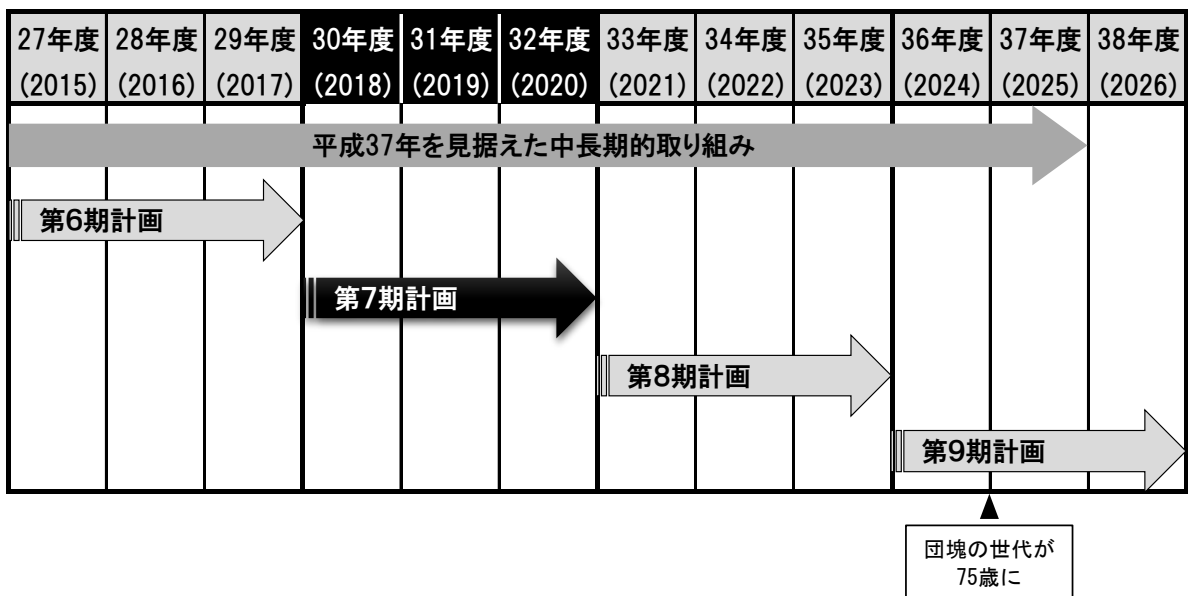 27年度 28年度 29年度 30年度 31年度 32年度 33年度 34年度 35年度 36年度 37年度 38年度
(2015) (2016) (2017) (2018) (2019) (2020) (2021) (2022) (2023) (2024) (2025) (2026)
平成37年を見据えた中長期的取り組み
第6期計画
第7期計画
第8期計画
第9期計画
団塊の世代が
75歳に